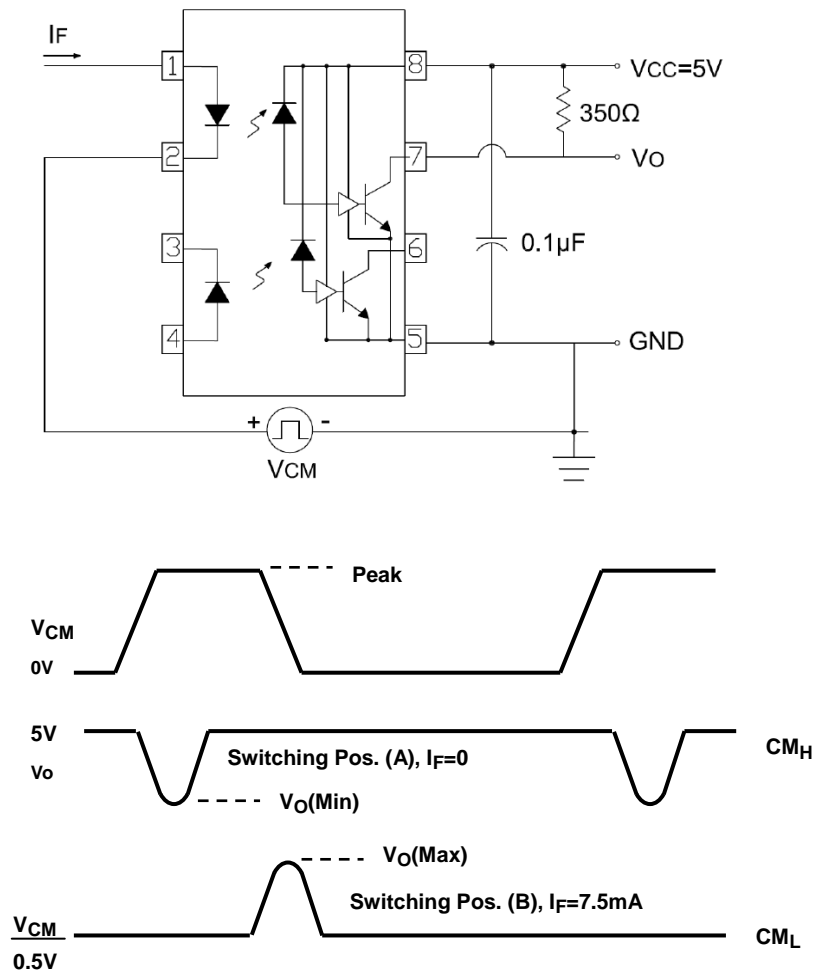 IF
1
8
VCC=5V
350Ω
2
7
VO
3
6
0.1µF
4
5
GND
+
-
VCM
Peak
VCM
0V
5V
Vo
Switching Pos. (A), IF=0
CMH
VO(Min)
VO(Max)
Switching Pos. (B), IF=7.5mA
VCM
0.5V
CML